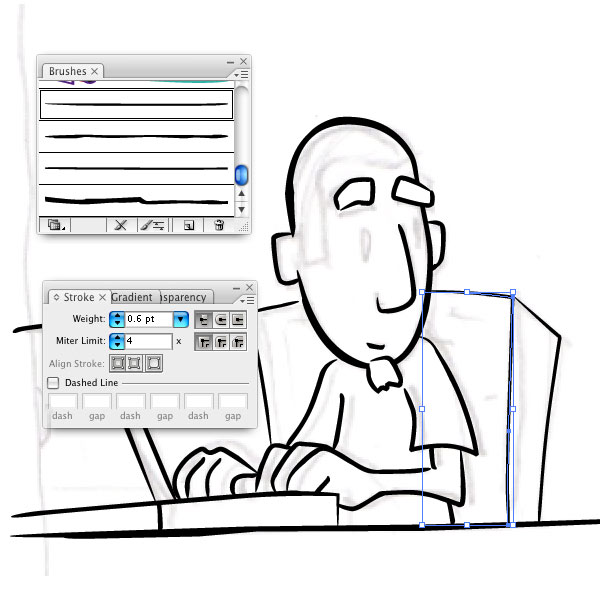 Brushes ×
Stroke × Gradient sparency
Weight: 0.6 pt
Miter Limit: 4 x
Align Stroke:
Dashed Line
dash gap dash gap dash gap